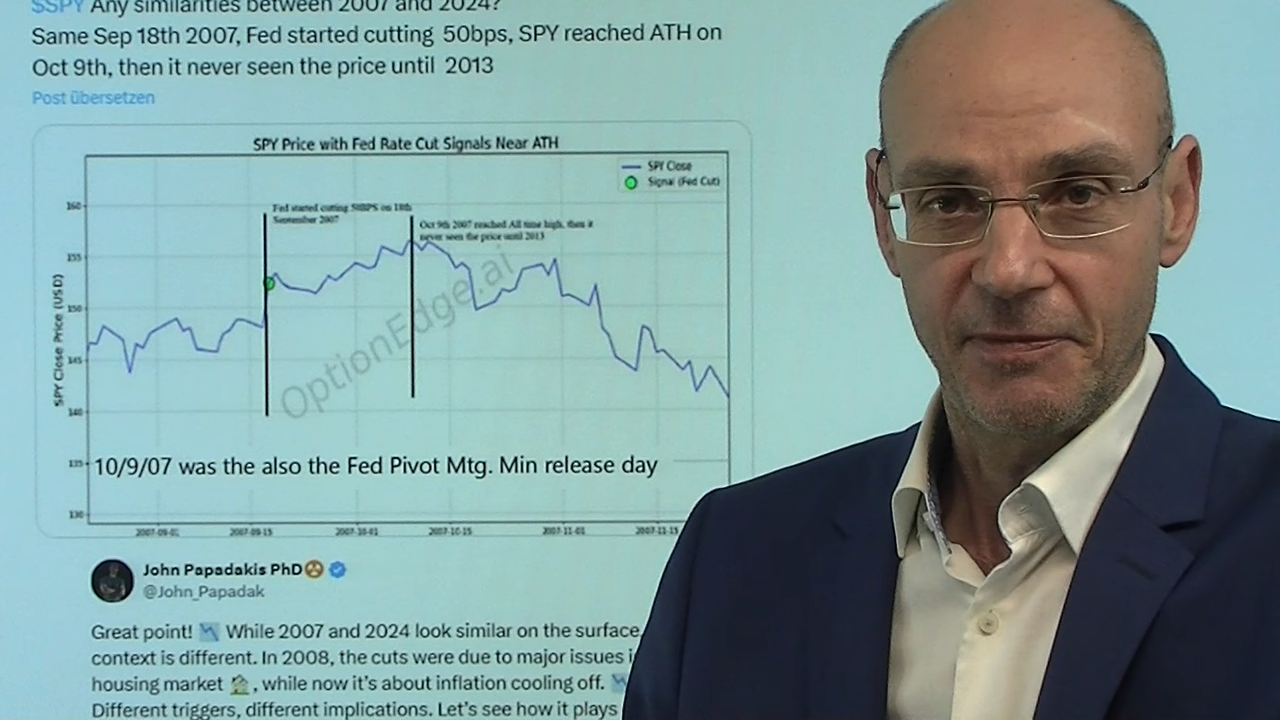 $SPY Any similarities between 2007 and 2024?
Same Sep 18th 2007, Fed started cutting 50bps, SPY reached ATH on
Oct 9th, then it never seen the price until 2013
Post übersetzen
SPY Price with Fed Rate Cut Signals Near ATH
SPY Close
Signal (Fed Cut)
Fed started cutting 50BPS on 18th
September 2007
Oct 9th 2007 reached All time high, then it
never seen the price until 2013
SPY Close Price (USD)
160
155
150
145
140
135
130
OptionEdge.ai
10/9/07 was the also the Fed Pivot Mtg. Min release day
2007-09-01 2007-09-15 2007-10-01 2007-10-15 2007-11-01 2007-11-15
John Papadakis PhD
@John_Papadak
Great point! While 2007 and 2024 look similar on the surface,
context is different. In 2008, the cuts were due to major issues i
housing market , while now it's about inflation cooling off.
Different triggers, different implications. Let's see how it plays